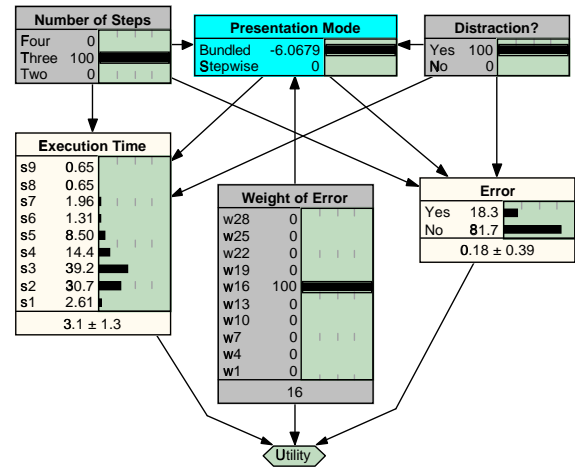 Number of Steps
Four 0
Three 100
Two 0
Presentation Mode
Bundled -6.0679
Stepwise 0
Distraction?
Yes 100
No 0
Execution Time
s9 0.65
s8 0.65
s7 1.96
s6 1.31
s5 8.50
s4 14.4
s3 39.2
s2 30.7
s1 2.61
3.1 ± 1.3
Weight of Error
w28 0
w25 0
w22 0
w19 0
w16 100
w13 0
w10 0
w7 0
w4 0
w1 0
16
Error
Yes 18.3
No 81.7
0.18 ± 0.39
Utility